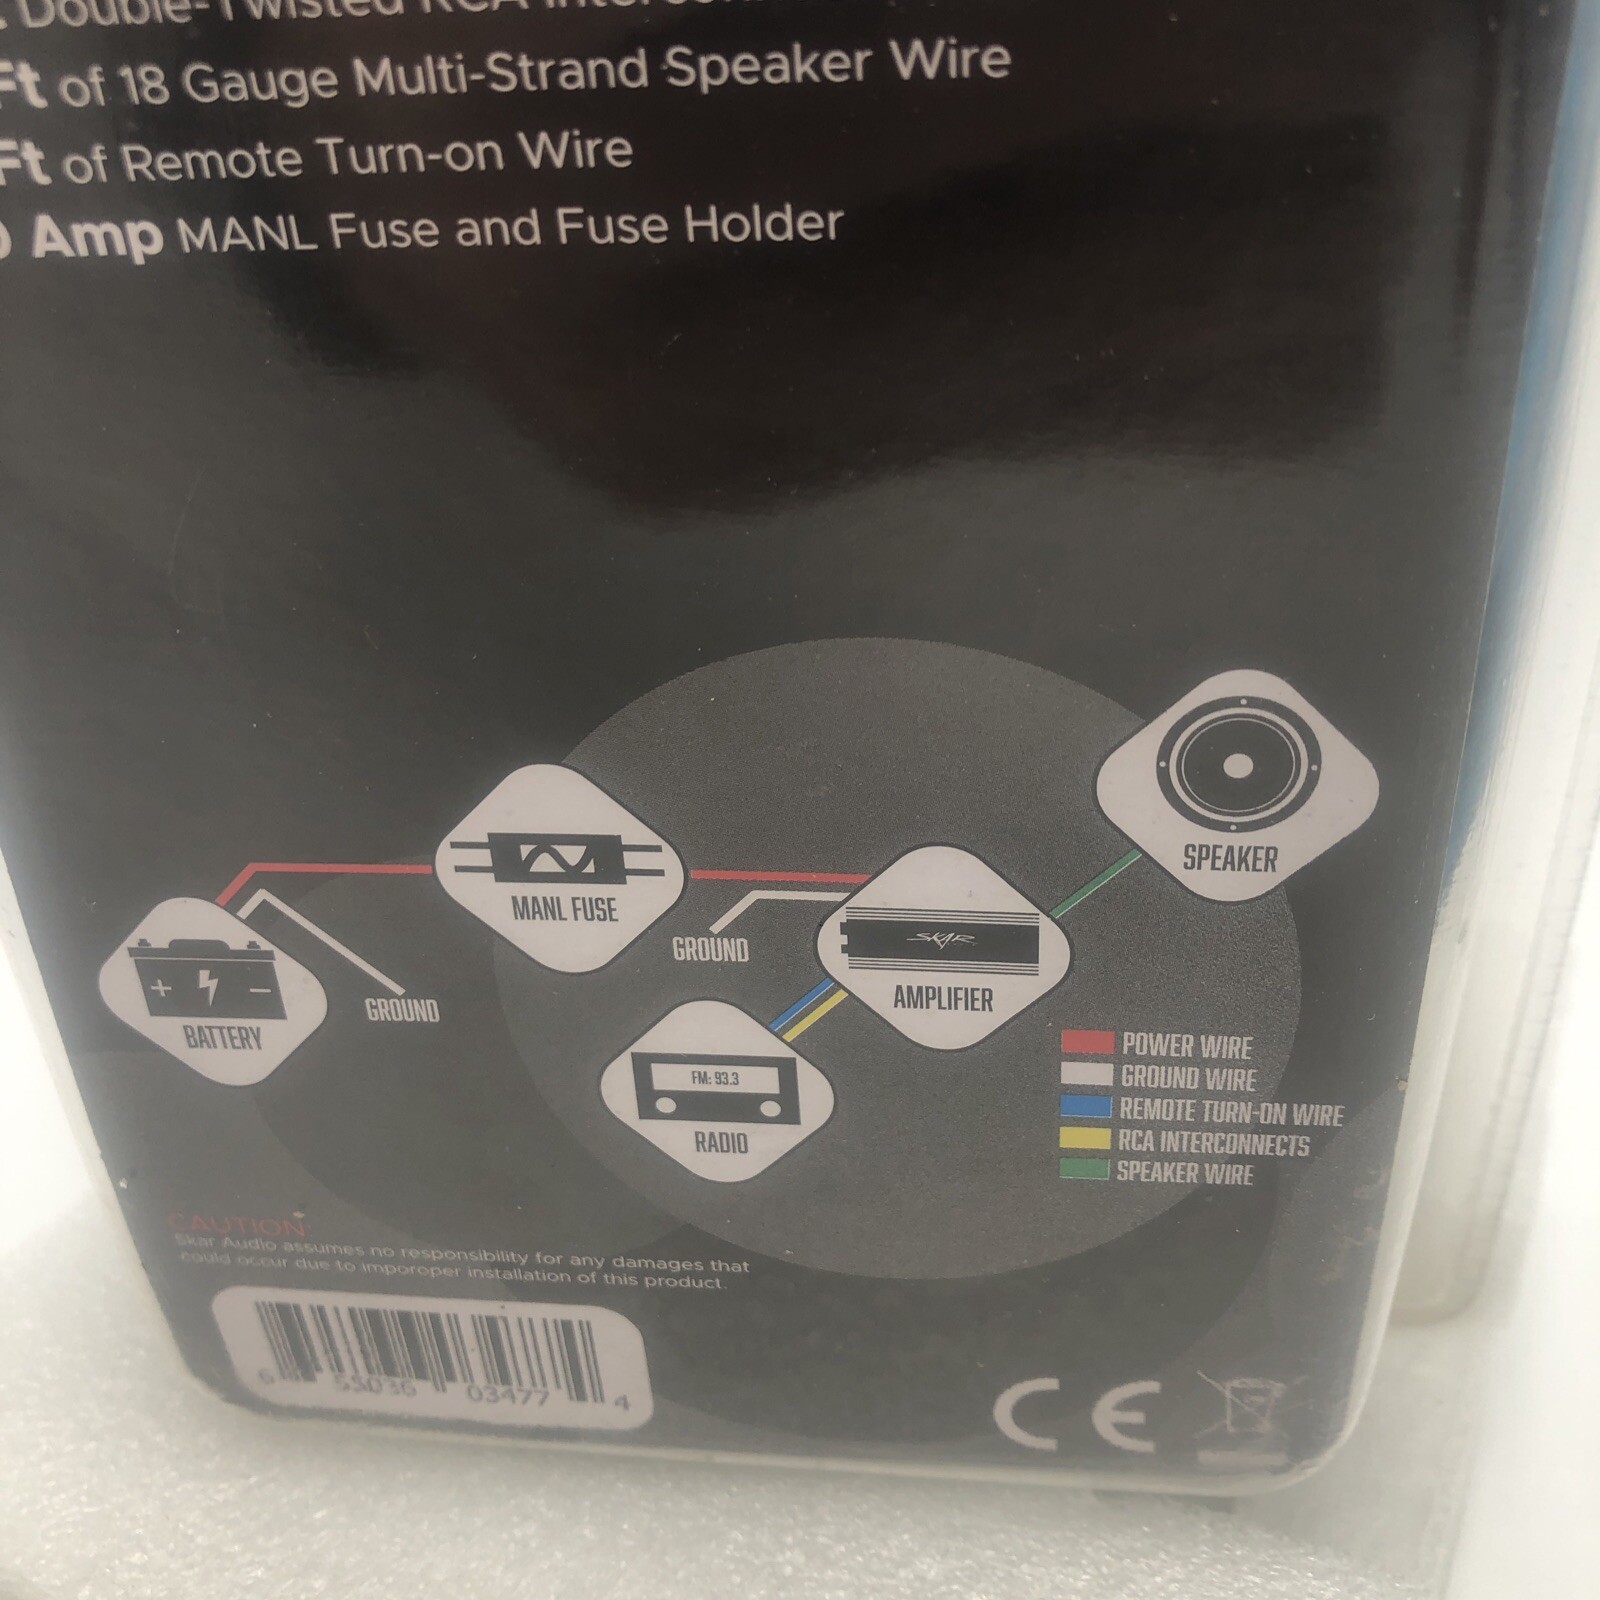 Double-Twisted RCA
Ft of 18 Gauge Multi-Strand Speaker Wire
Ft of Remote Turn-on Wire
Amp MANL Fuse and Fuse Holder
SPEAKER
MANL FUSE
GROUND
SKAR
AMPLIFIER
+ −
BATTERY
GROUND
FM: 93.3
RADIO
POWER WIRE
GROUND WIRE
REMOTE TURN-ON WIRE
RCA INTERCONNECTS
SPEAKER WIRE
CAUTION:
Skar Audio assumes no responsibility for any damages that
could occur due to imporoper installation of this product.
6 55036 03477 4
CE